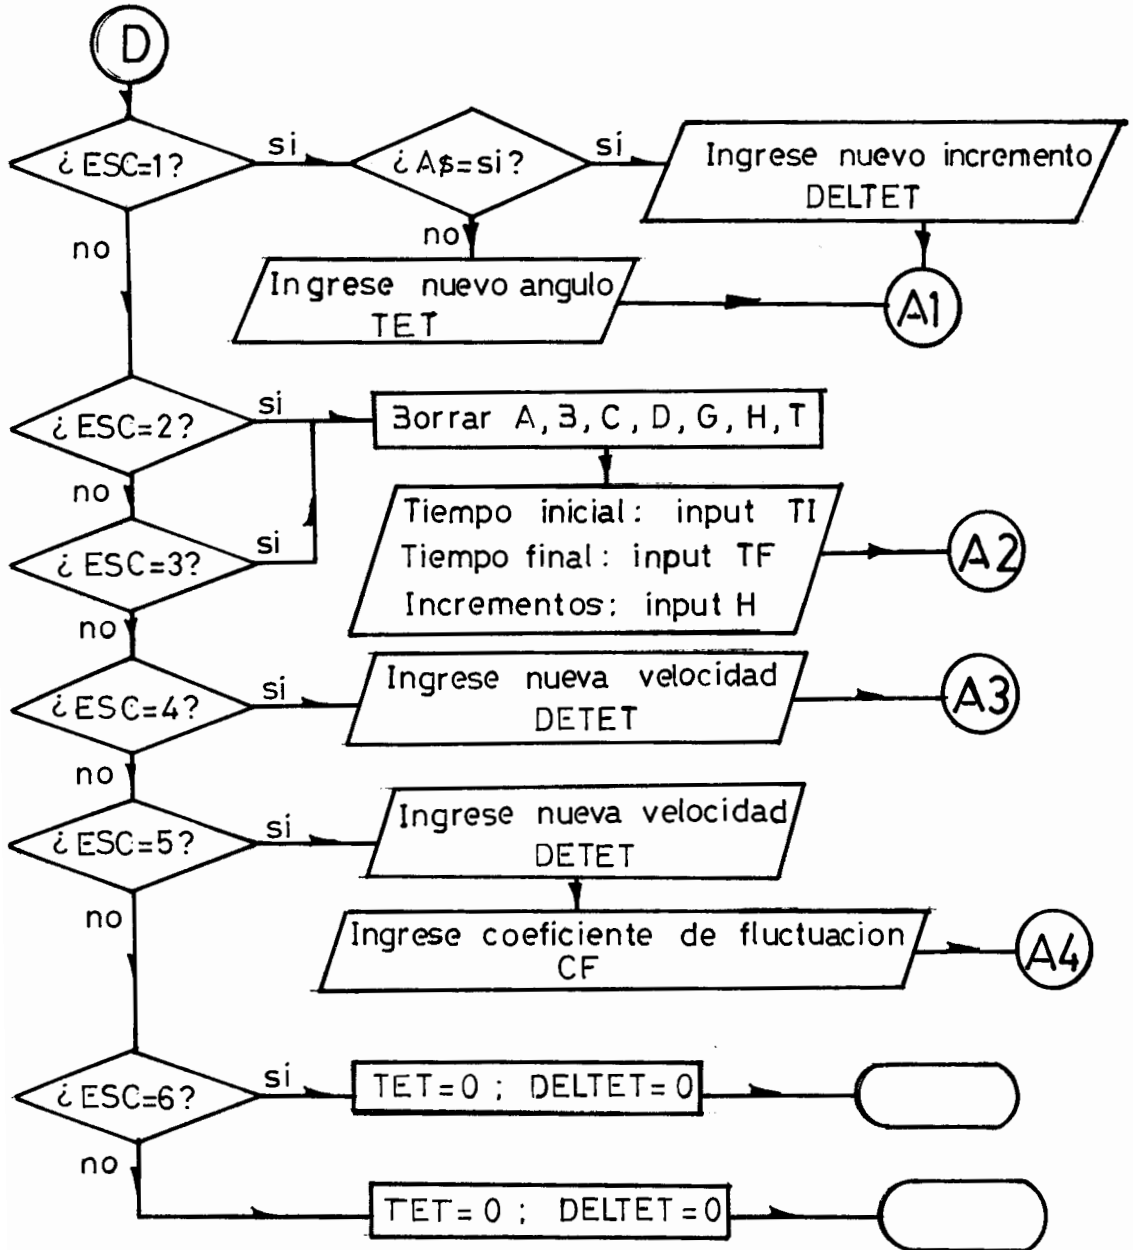 D
¿ESC=1?
si
¿A$=si?
si
Ingrese nuevo incremento
DELTET
no
no
Ingrese nuevo angulo
TET
A1
¿ESC=2?
si
Borrar A, B, C, D, G, H, T
no
Tiempo inicial: input TI
Tiempo final: input TF
Incrementos: input H
A2
¿ESC=3?
si
no
¿ESC=4?
si
Ingrese nueva velocidad
DETET
A3
no
¿ESC=5?
si
Ingrese nueva velocidad
DETET
no
Ingrese coeficiente de fluctuacion
CF
A4
¿ESC=6?
si
TET=0 ; DELTET=0
no
TET=0 ; DELTET=0